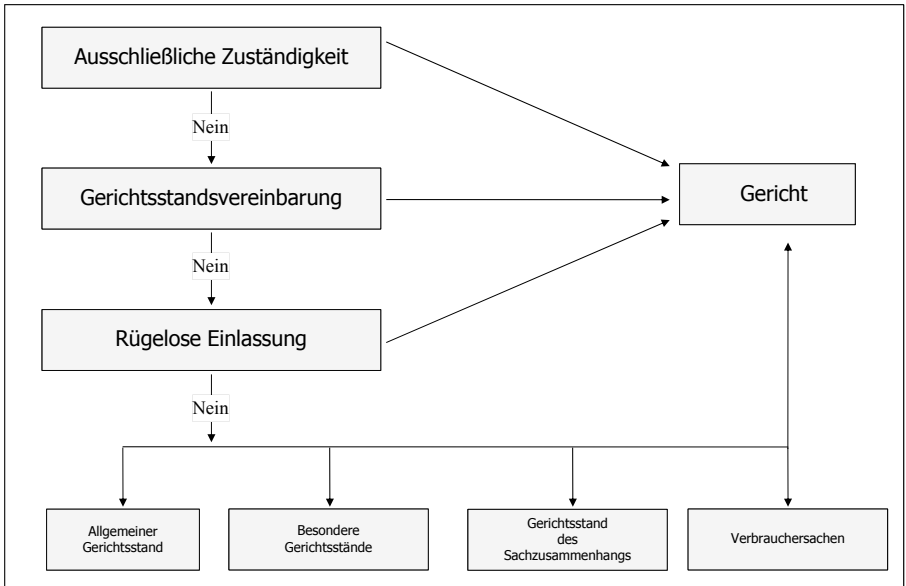 Ausschließliche Zuständigkeit
Nein
Gerichtsstandsvereinbarung
Gericht
Nein
Rügelose Einlassung
Nein
Allgemeiner
Gerichtsstand
Besondere
Gerichtsstände
Gerichtsstand
des
Sachzusammenhangs
Verbrauchersachen